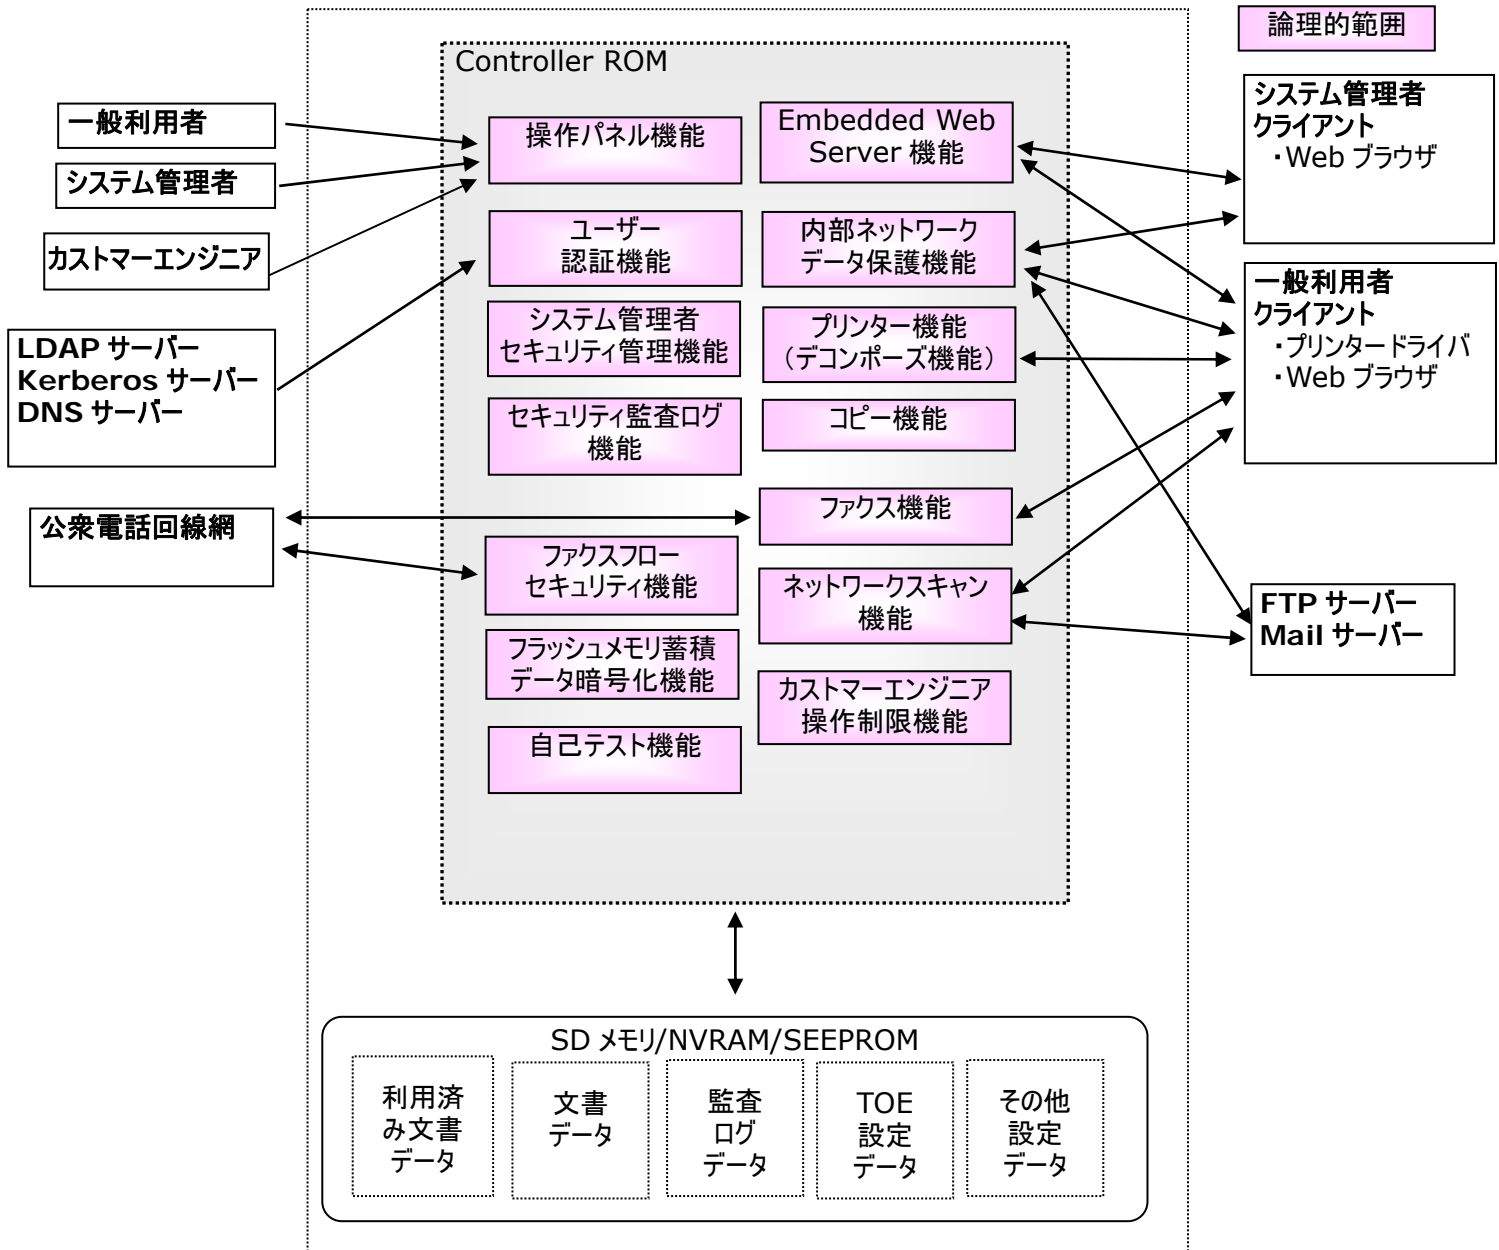 論理的範囲
Controller ROM
一般利用者
システム管理者
カストマーエンジニア
LDAP サーバー
Kerberos サーバー
DNS サーバー
公衆電話回線網
操作パネル機能
ユーザー
認証機能
システム管理者
セキュリティ管理機能
セキュリティ監査ログ
機能
ファクスフロー
セキュリティ機能
フラッシュメモリ蓄積
データ暗号化機能
自己テスト機能
Embedded Web
Server 機能
内部ネットワーク
データ保護機能
プリンター機能
（デコンポーズ機能）
コピー機能
ファクス機能
ネットワークスキャン
機能
カストマーエンジニア
操作制限機能
システム管理者
クライアント
・Web ブラウザ
一般利用者
クライアント
・プリンタードライバ
・Web ブラウザ
FTP サーバー
Mail サーバー
SD メモリ/NVRAM/SEEPROM
利用済
み文書
データ
文書
データ
監査
ログ
データ
TOE
設定
データ
その他
設定
データ